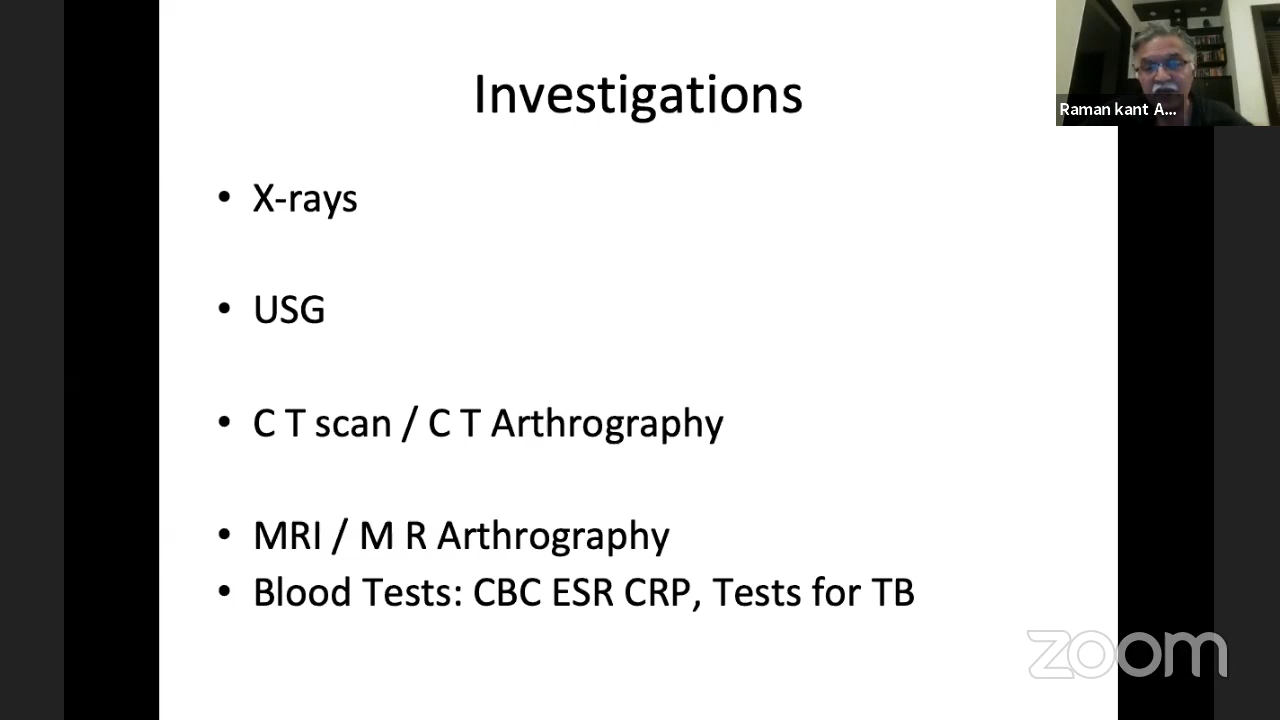 Investigations
Raman kant A...
• X-rays
• USG
• C T scan / C T Arthrography
• MRI / M R Arthrography
• Blood Tests: CBC ESR CRP, Tests for TB
zoom